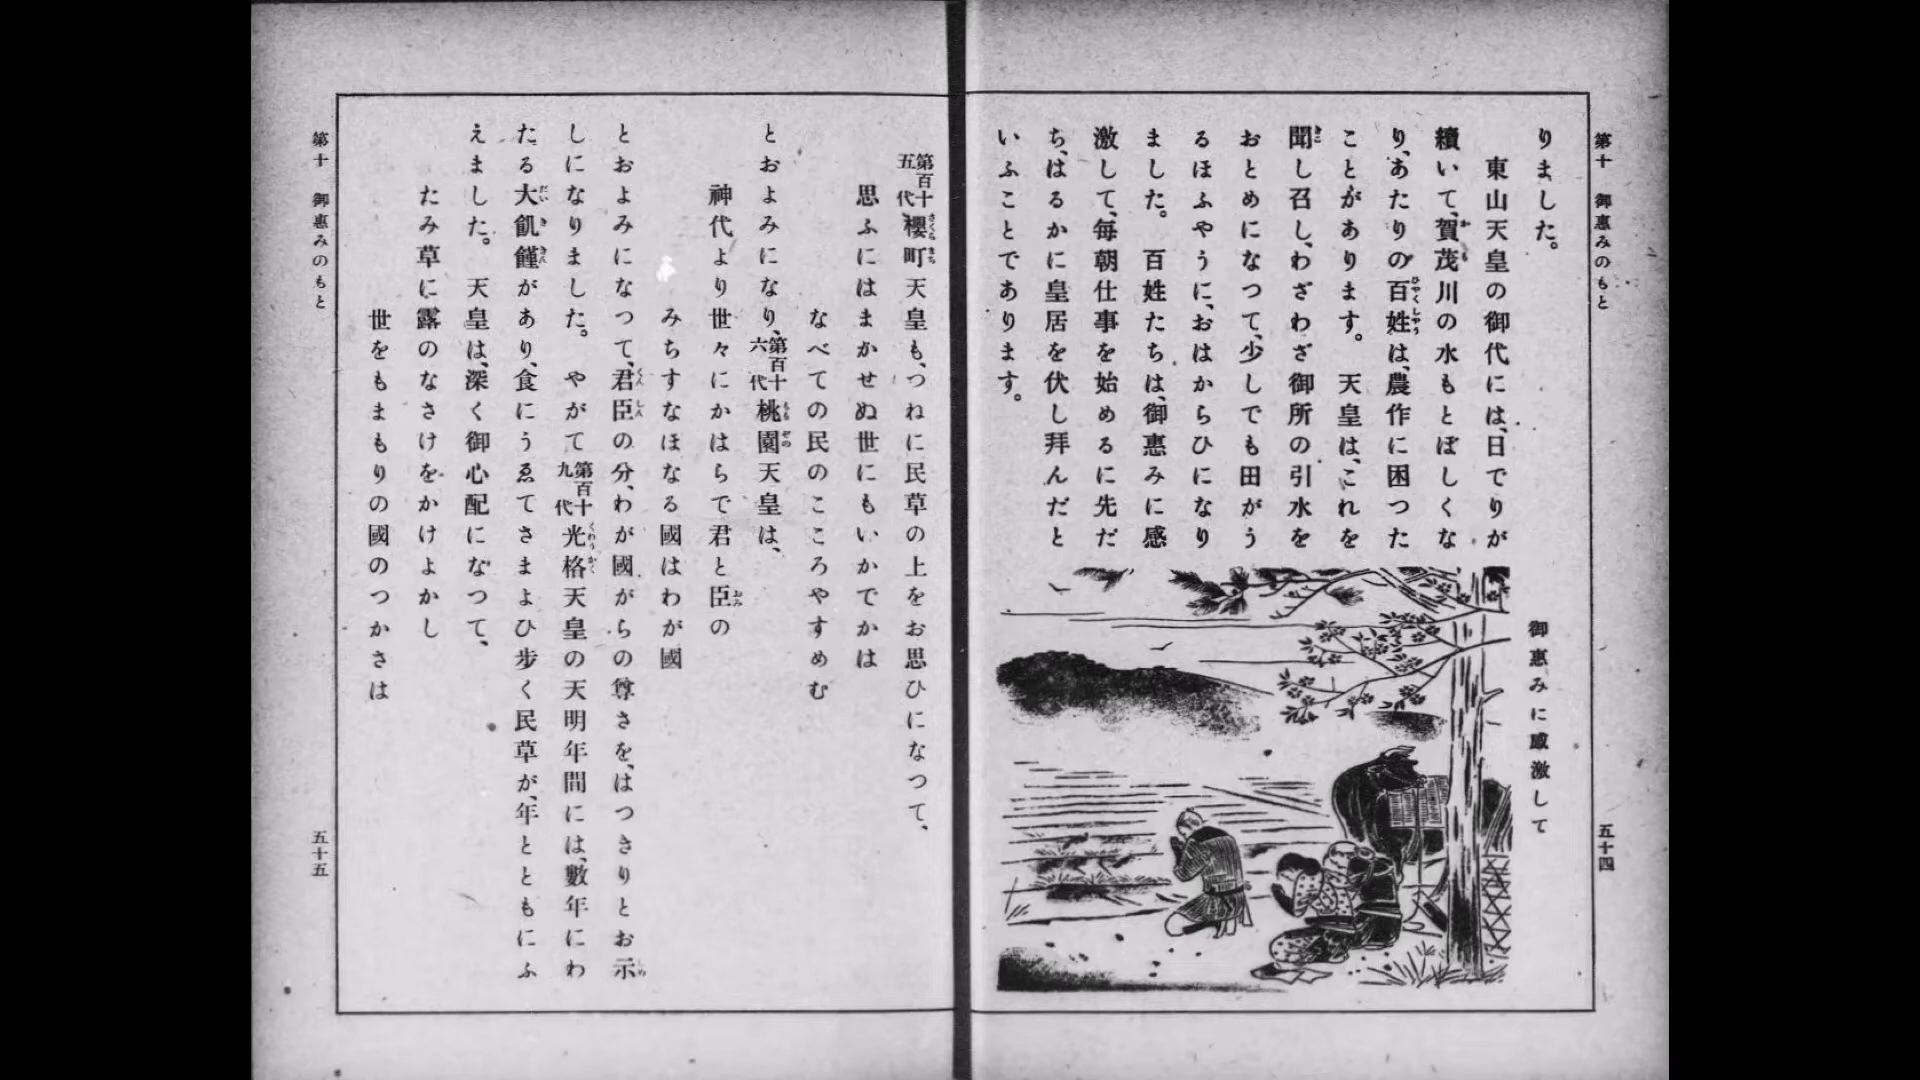 第十 御惠みのもと
五十四
りました。
東山天皇の御代には、日でりが
續いて、賀茂川の水もとぼしくな
り、あたりの百姓は、農作に困つた
ことがあります。天皇は、これを
聞し召し、わざわざ御所の引水を
おとめになつて、少しでも田がう
るほふやうに、おはからひになり
ました。百姓たちは、御惠みに感
激して、毎朝仕事を始めるに先だ
ち、はるかに皇居を伏し拜んだと
いふことであります。
御惠みに感激して
第百十五代櫻町天皇も、つねに民草の上をお思ひになつて、
思ふにはまかせぬ世にもいかでかは
なべての民のこころやすめむ
とおよみになり、第百十六代桃園天皇は、
神代より世々にかはらで君と臣の
みちすなほなる國はわが國
とおよみになつて、君臣の分、わが國がらの尊さを、はつきりとお示
しになりました。やがて第百十九代光格天皇の天明年間には、數年にわ
たる大飢饉があり、食にうゑてさまよひ歩く民草が、年とともにふ
えました。天皇は、深く御心配になつて、
たみ草に露のなさけをかけよかし
世をもまもりの國のつかさは
第十 御惠みのもと
五十五